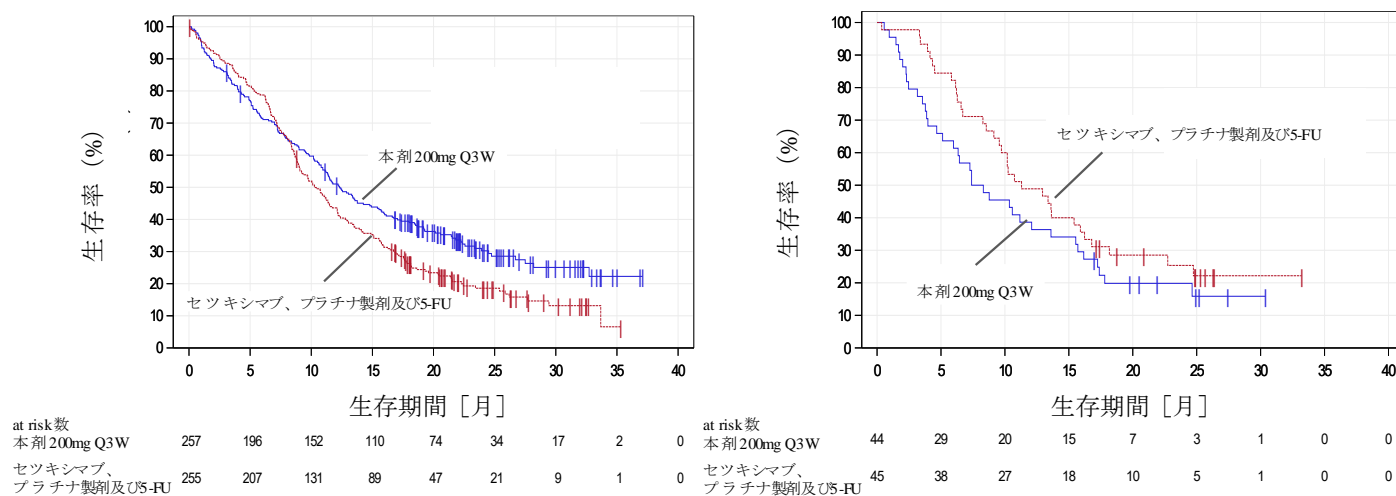 100
90
80
70
60
50
40
30
20
10
0
生存率 (%)
本剤200mg Q3W
セツキシマブ、プラチナ製剤及び5-FU
0 5 10 15 20 25 30 35 40
生存期間 [月]
at risk数
本剤200mg Q3W 257 196 152 110 74 34 17 2 0
セツキシマブ、
プラチナ製剤及び5-FU 255 207 131 89 47 21 9 1 0
100
90
80
70
60
50
40
30
20
10
0
生存率 (%)
セツキシマブ、プラチナ製剤及び5-FU
本剤200mg Q3W
0 5 10 15 20 25 30 35 40
生存期間 [月]
at risk数
本剤200mg Q3W 44 29 20 15 7 3 1 0 0
セツキシマブ、
プラチナ製剤及び5-FU 45 38 27 18 10 5 1 0 0